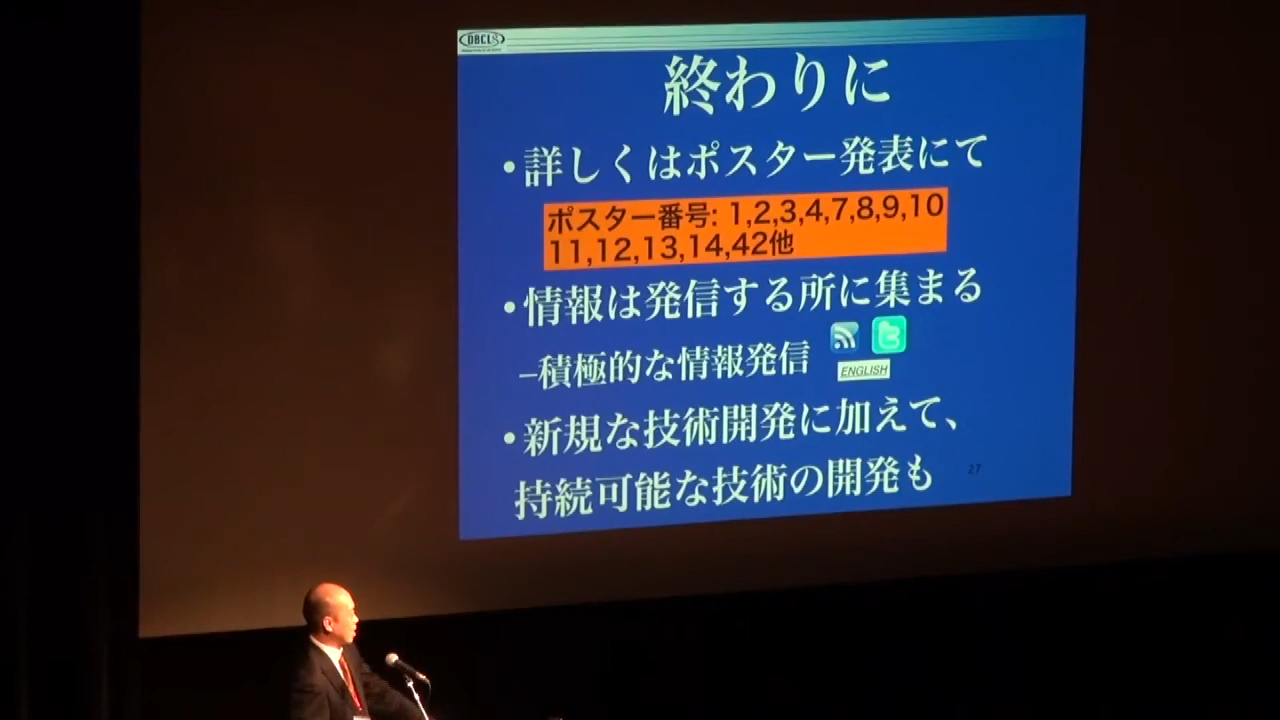 DBCLS
終わりに
・詳しくはポスター発表にて
ポスター番号: 1,2,3,4,7,8,9,10
11,12,13,14,42他
・情報は発信する所に集まる
–積極的な情報発信
ENGLISH
・新規な技術開発に加えて、
持続可能な技術の開発も
27